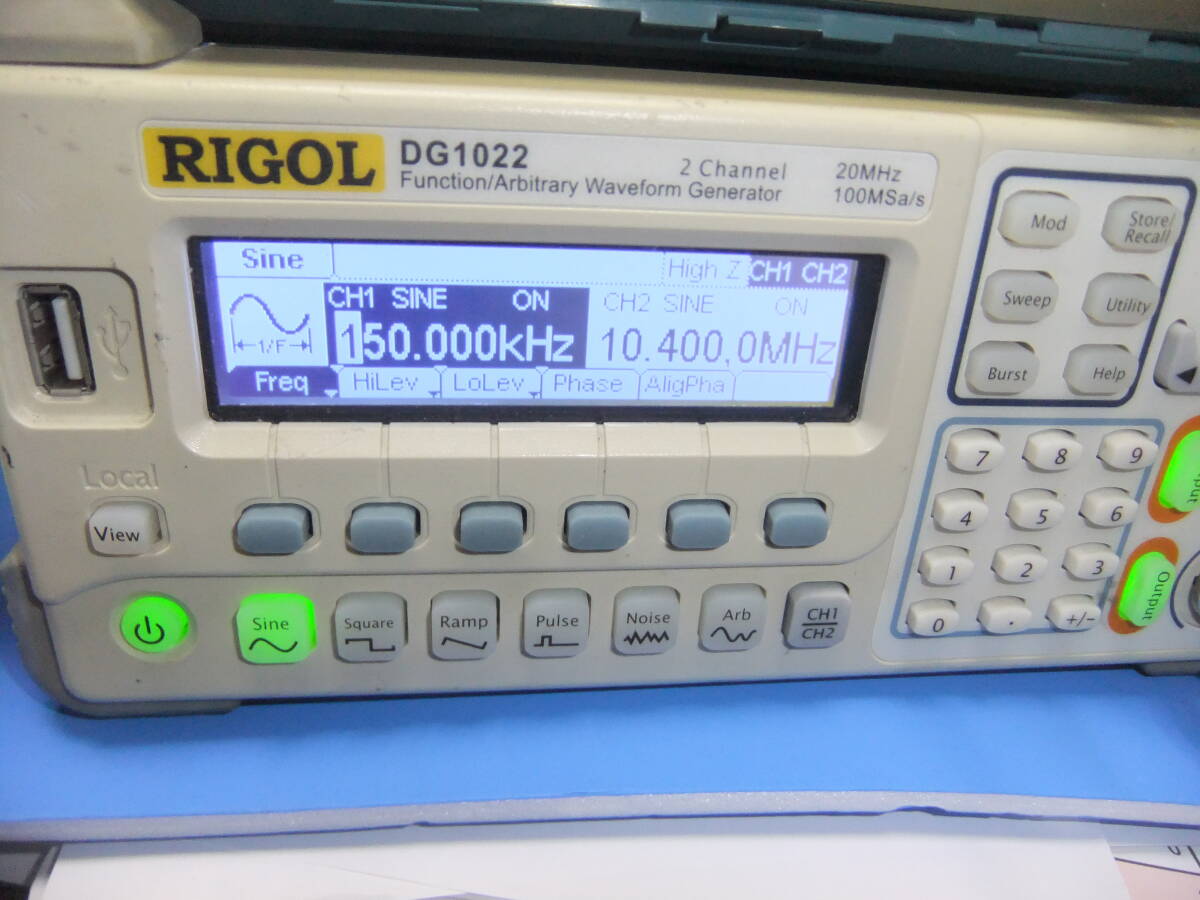 RIGOL
DG1022
2 Channel
20MHz
Function/Arbitrary Waveform Generator
100MSa/s
Sine
High Z
CH1 CH2
CH1 SINE ON
CH2 SINE ON
1/F
150.000kHz
10.400,0MHz
Freq
HiLev
LoLev
Phase
AligPha
Local
View
Sine
Square
Ramp
Pulse
Noise
Arb
CH1
CH2
Mod
Store/
Recall
Sweep
Utility
Burst
Help
7
8
9
4
5
6
1
2
3
0
.
+/−
Output